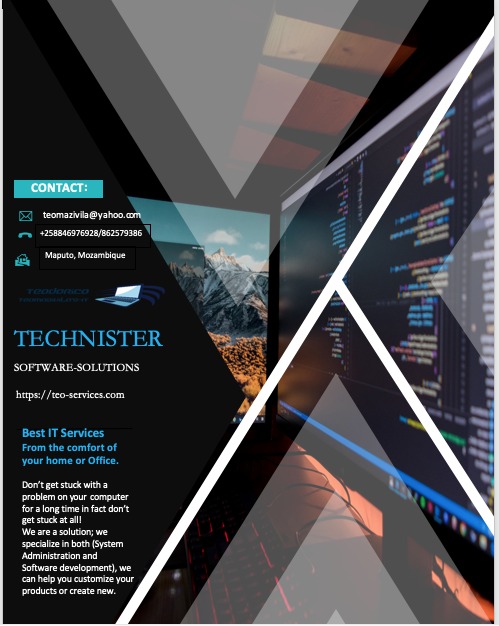 CONTACT:
teomazivila@yahoo.com
+258846976928/862579386
Maputo, Mozambique
TECHNISTER
SOFTWARE-SOLUTIONS
https://teo-services.com
Best IT Services
From the comfort of
your home or Office.
Don't get stuck with a
problem on your computer
for a long time in fact don't
get stuck at all!
We are a solution; we
specialize in both (System
Administration and
Software development), we
can help you customize your
products or create new.